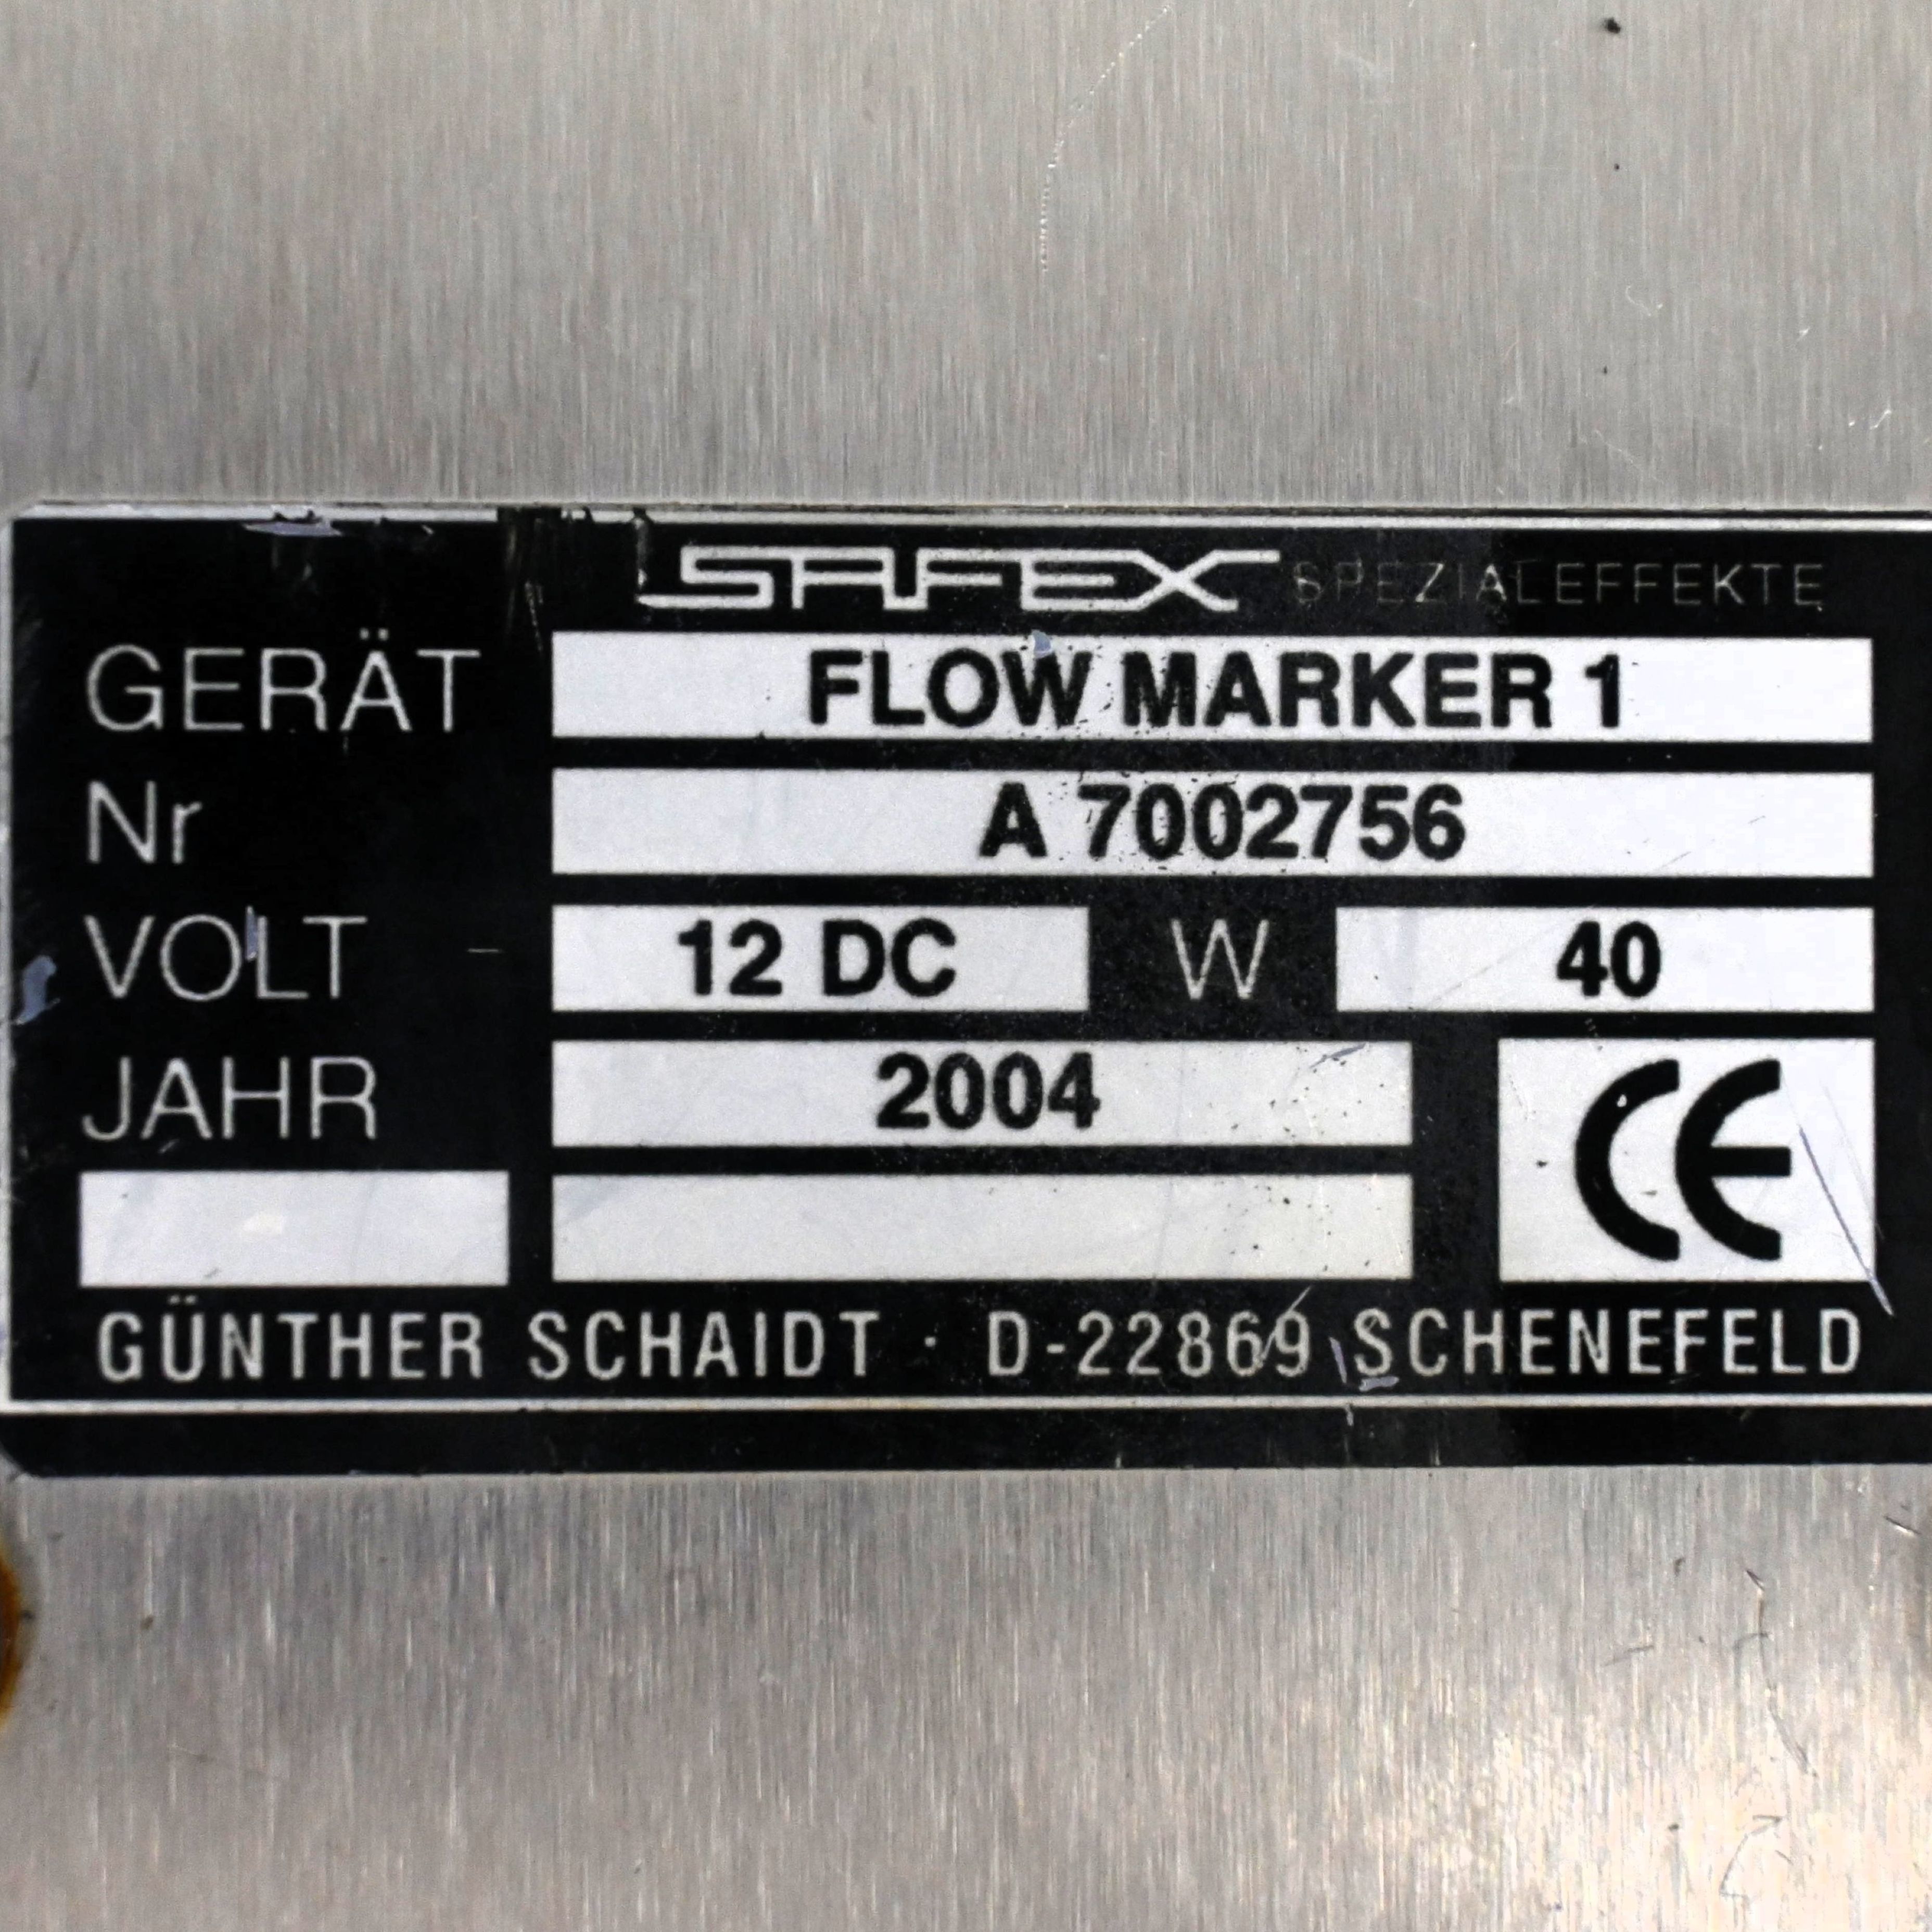 SAFEX SPEZIALEFFEKTE
GERÄT FLOW MARKER 1
Nr A 7002756
VOLT 12 DC W 40
JAHR 2004
CE
GÜNTHER SCHAIDT · D-22869 SCHENEFELD